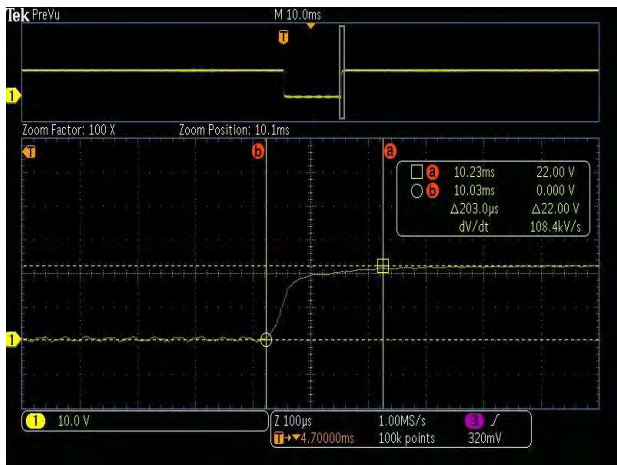 Tek PreVu M 10.0ms
T
1
Zoom Factor: 100 X Zoom Position: 10.1ms
T b a
a 10.23ms 22.00 V
b 10.03ms 0.000 V
Δ203.0µs Δ22.00 V
dV/dt 108.4kV/s
1
1 10.0 V Z 100µs 1.00MS/s 3
T→▼4.70000ms 100k points 320mV